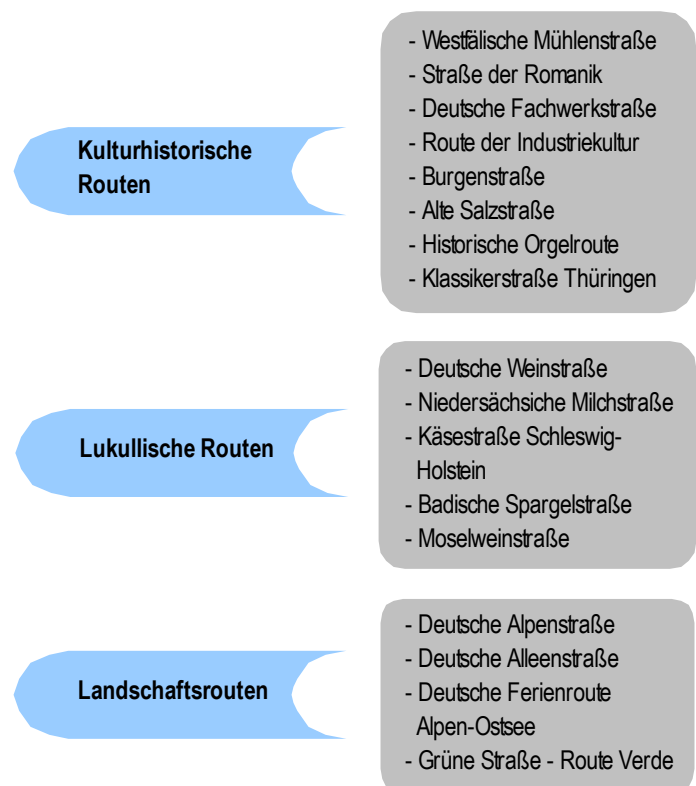 Kulturhistorische
Routen
- Westfälische Mühlenstraße
- Straße der Romanik
- Deutsche Fachwerkstraße
- Route der Industriekultur
- Burgenstraße
- Alte Salzstraße
- Historische Orgelroute
- Klassikerstraße Thüringen
Lukullische Routen
- Deutsche Weinstraße
- Niedersächsiche Milchstraße
- Käsestraße Schleswig-
Holstein
- Badische Spargelstraße
- Moselweinstraße
Landschaftsrouten
- Deutsche Alpenstraße
- Deutsche Alleenstraße
- Deutsche Ferienroute
Alpen-Ostsee
- Grüne Straße - Route Verde